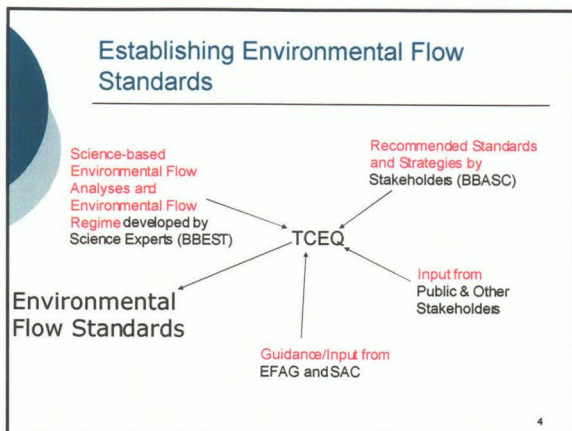 Establishing Environmental Flow
Standards
Science-based
Environmental Flow
Analyses and
Environmental Flow
Regime developed by
Science Experts (BBEST)
Recommended Standards
and Strategies by
Stakeholders (BBASC)
TCEQ
Input from
Public & Other
Stakeholders
Environmental
Flow Standards
Guidance/Input from
EFAG and SAC
4